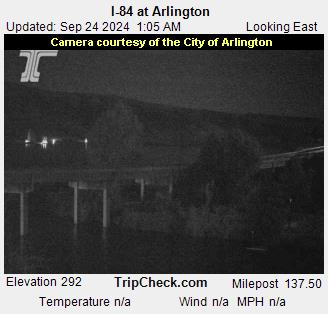 I-84 at Arlington
Updated: Sep 24 2024 1:05 AM Looking East
Camera courtesy of the City of Arlington
Elevation 292 TripCheck.com Milepost 137.50
Temperature n/a Wind n/a MPH n/a